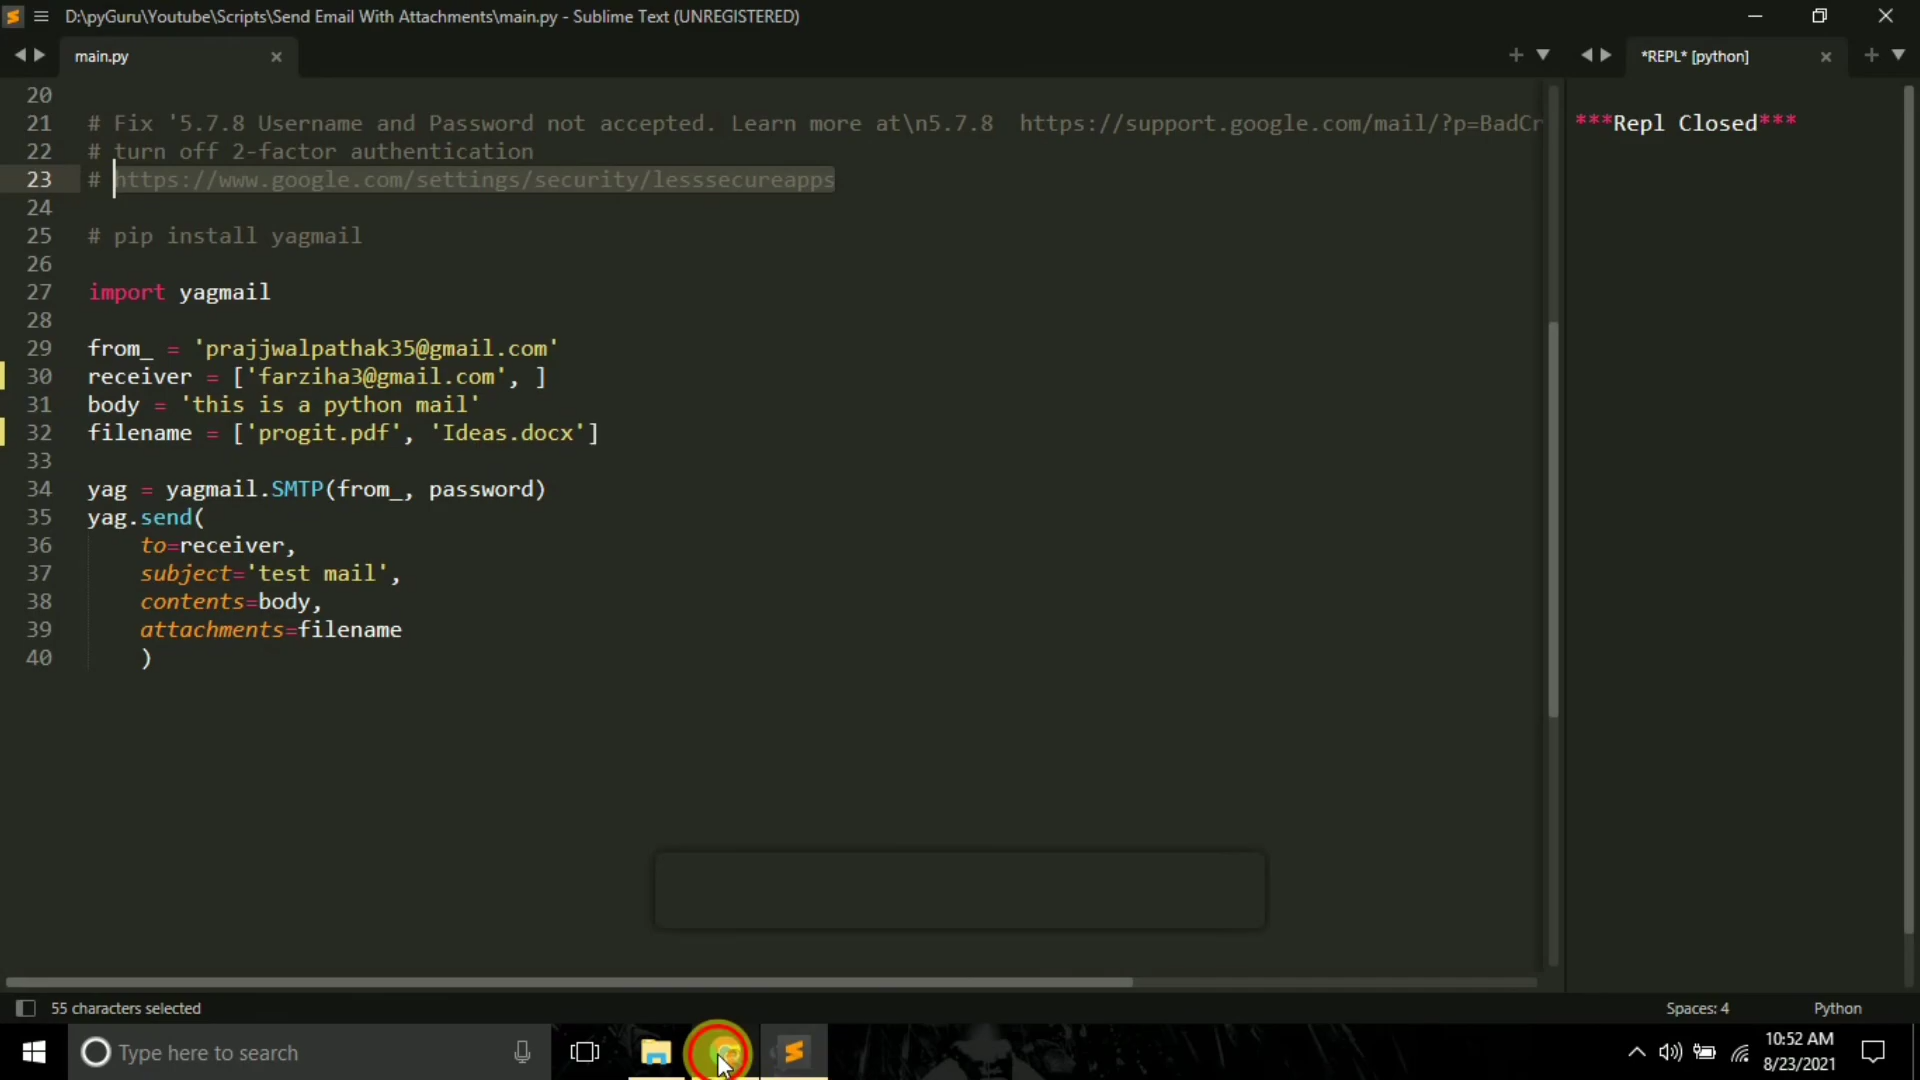 D:\pyGuru\Youtube\Scripts\Send Email With Attachments\main.py - Sublime Text (UNREGISTERED)
main.py
*REPL* [python]
20
21 # Fix '5.7.8 Username and Password not accepted. Learn more at\n5.7.8  https://support.google.com/mail/?p=BadCr
22 # turn off 2-factor authentication
23 # https://www.google.com/settings/security/lesssecureapps
24
25 # pip install yagmail
26
27 import yagmail
28
29 from_ = 'prajjwalpathak35@gmail.com'
30 receiver = ['farziha3@gmail.com', ]
31 body = 'this is a python mail'
32 filename = ['progit.pdf', 'Ideas.docx']
33
34 yag = yagmail.SMTP(from_, password)
35 yag.send(
36     to=receiver,
37     subject='test mail',
38     contents=body,
39     attachments=filename
40     )
***Repl Closed***
55 characters selected
Spaces: 4
Python
Type here to search
10:52 AM
8/23/2021